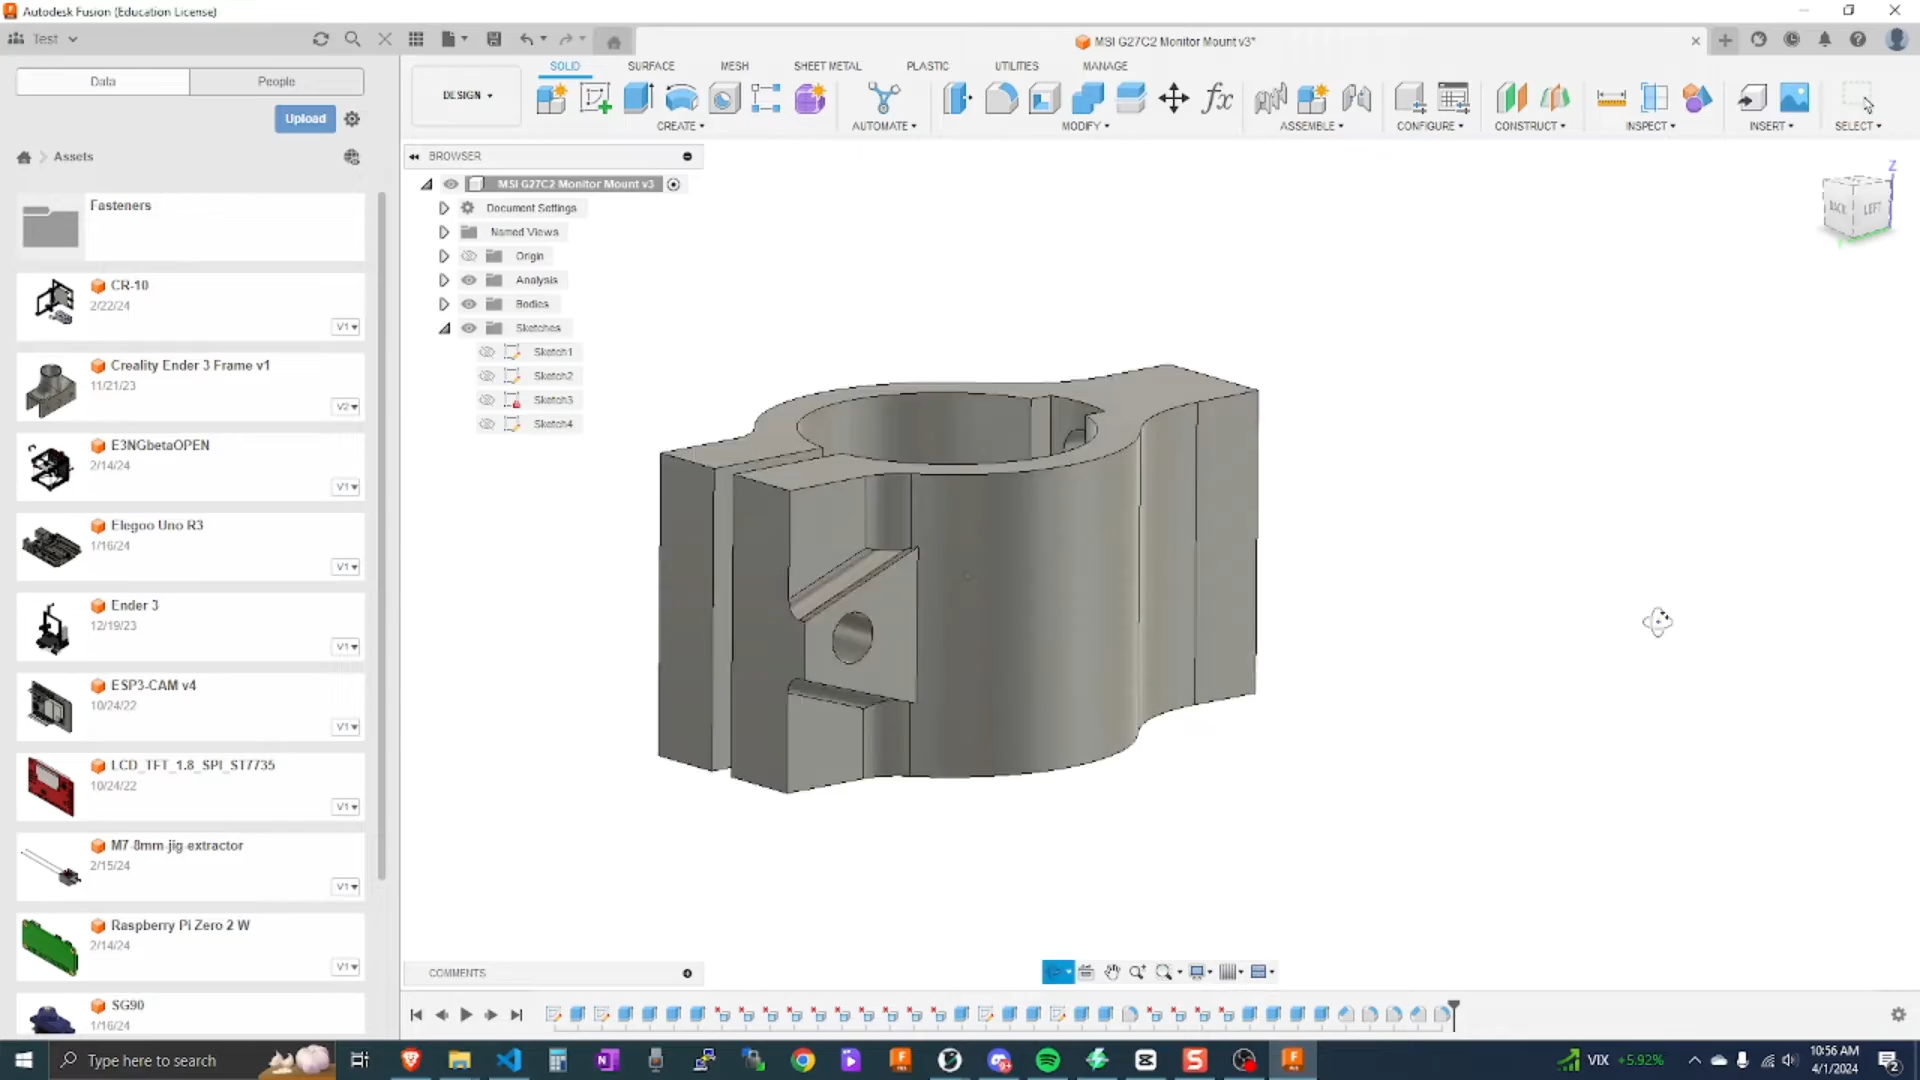 Autodesk Fusion (Education License)
Test
MSI G27C2 Monitor Mount v3*
Data
People
Upload
Assets
Fasteners
CR-10
2/22/24
V1
Creality Ender 3 Frame v1
11/21/23
V2
E3NGbetaOPEN
2/14/24
V1
Elegoo Uno R3
1/16/24
V1
Ender 3
12/19/23
V1
ESP3-CAM v4
10/24/22
V1
LCD_TFT_1.8_SPI_ST7735
10/24/22
V1
M7-8mm-jig-extractor
2/15/24
V1
Raspberry Pi Zero 2 W
2/14/24
V1
SG90
1/16/24
DESIGN
SOLID
SURFACE
MESH
SHEET METAL
PLASTIC
UTILITIES
MANAGE
CREATE
AUTOMATE
MODIFY
ASSEMBLE
CONFIGURE
CONSTRUCT
INSPECT
INSERT
SELECT
BROWSER
MSI G27C2 Monitor Mount v3
Document Settings
Named Views
Origin
Analysis
Bodies
Sketches
Sketch1
Sketch2
Sketch3
Sketch4
Z
BACK
LEFT
Y
COMMENTS
Type here to search
VIX +5.92%
10:56 AM
4/1/2024
2